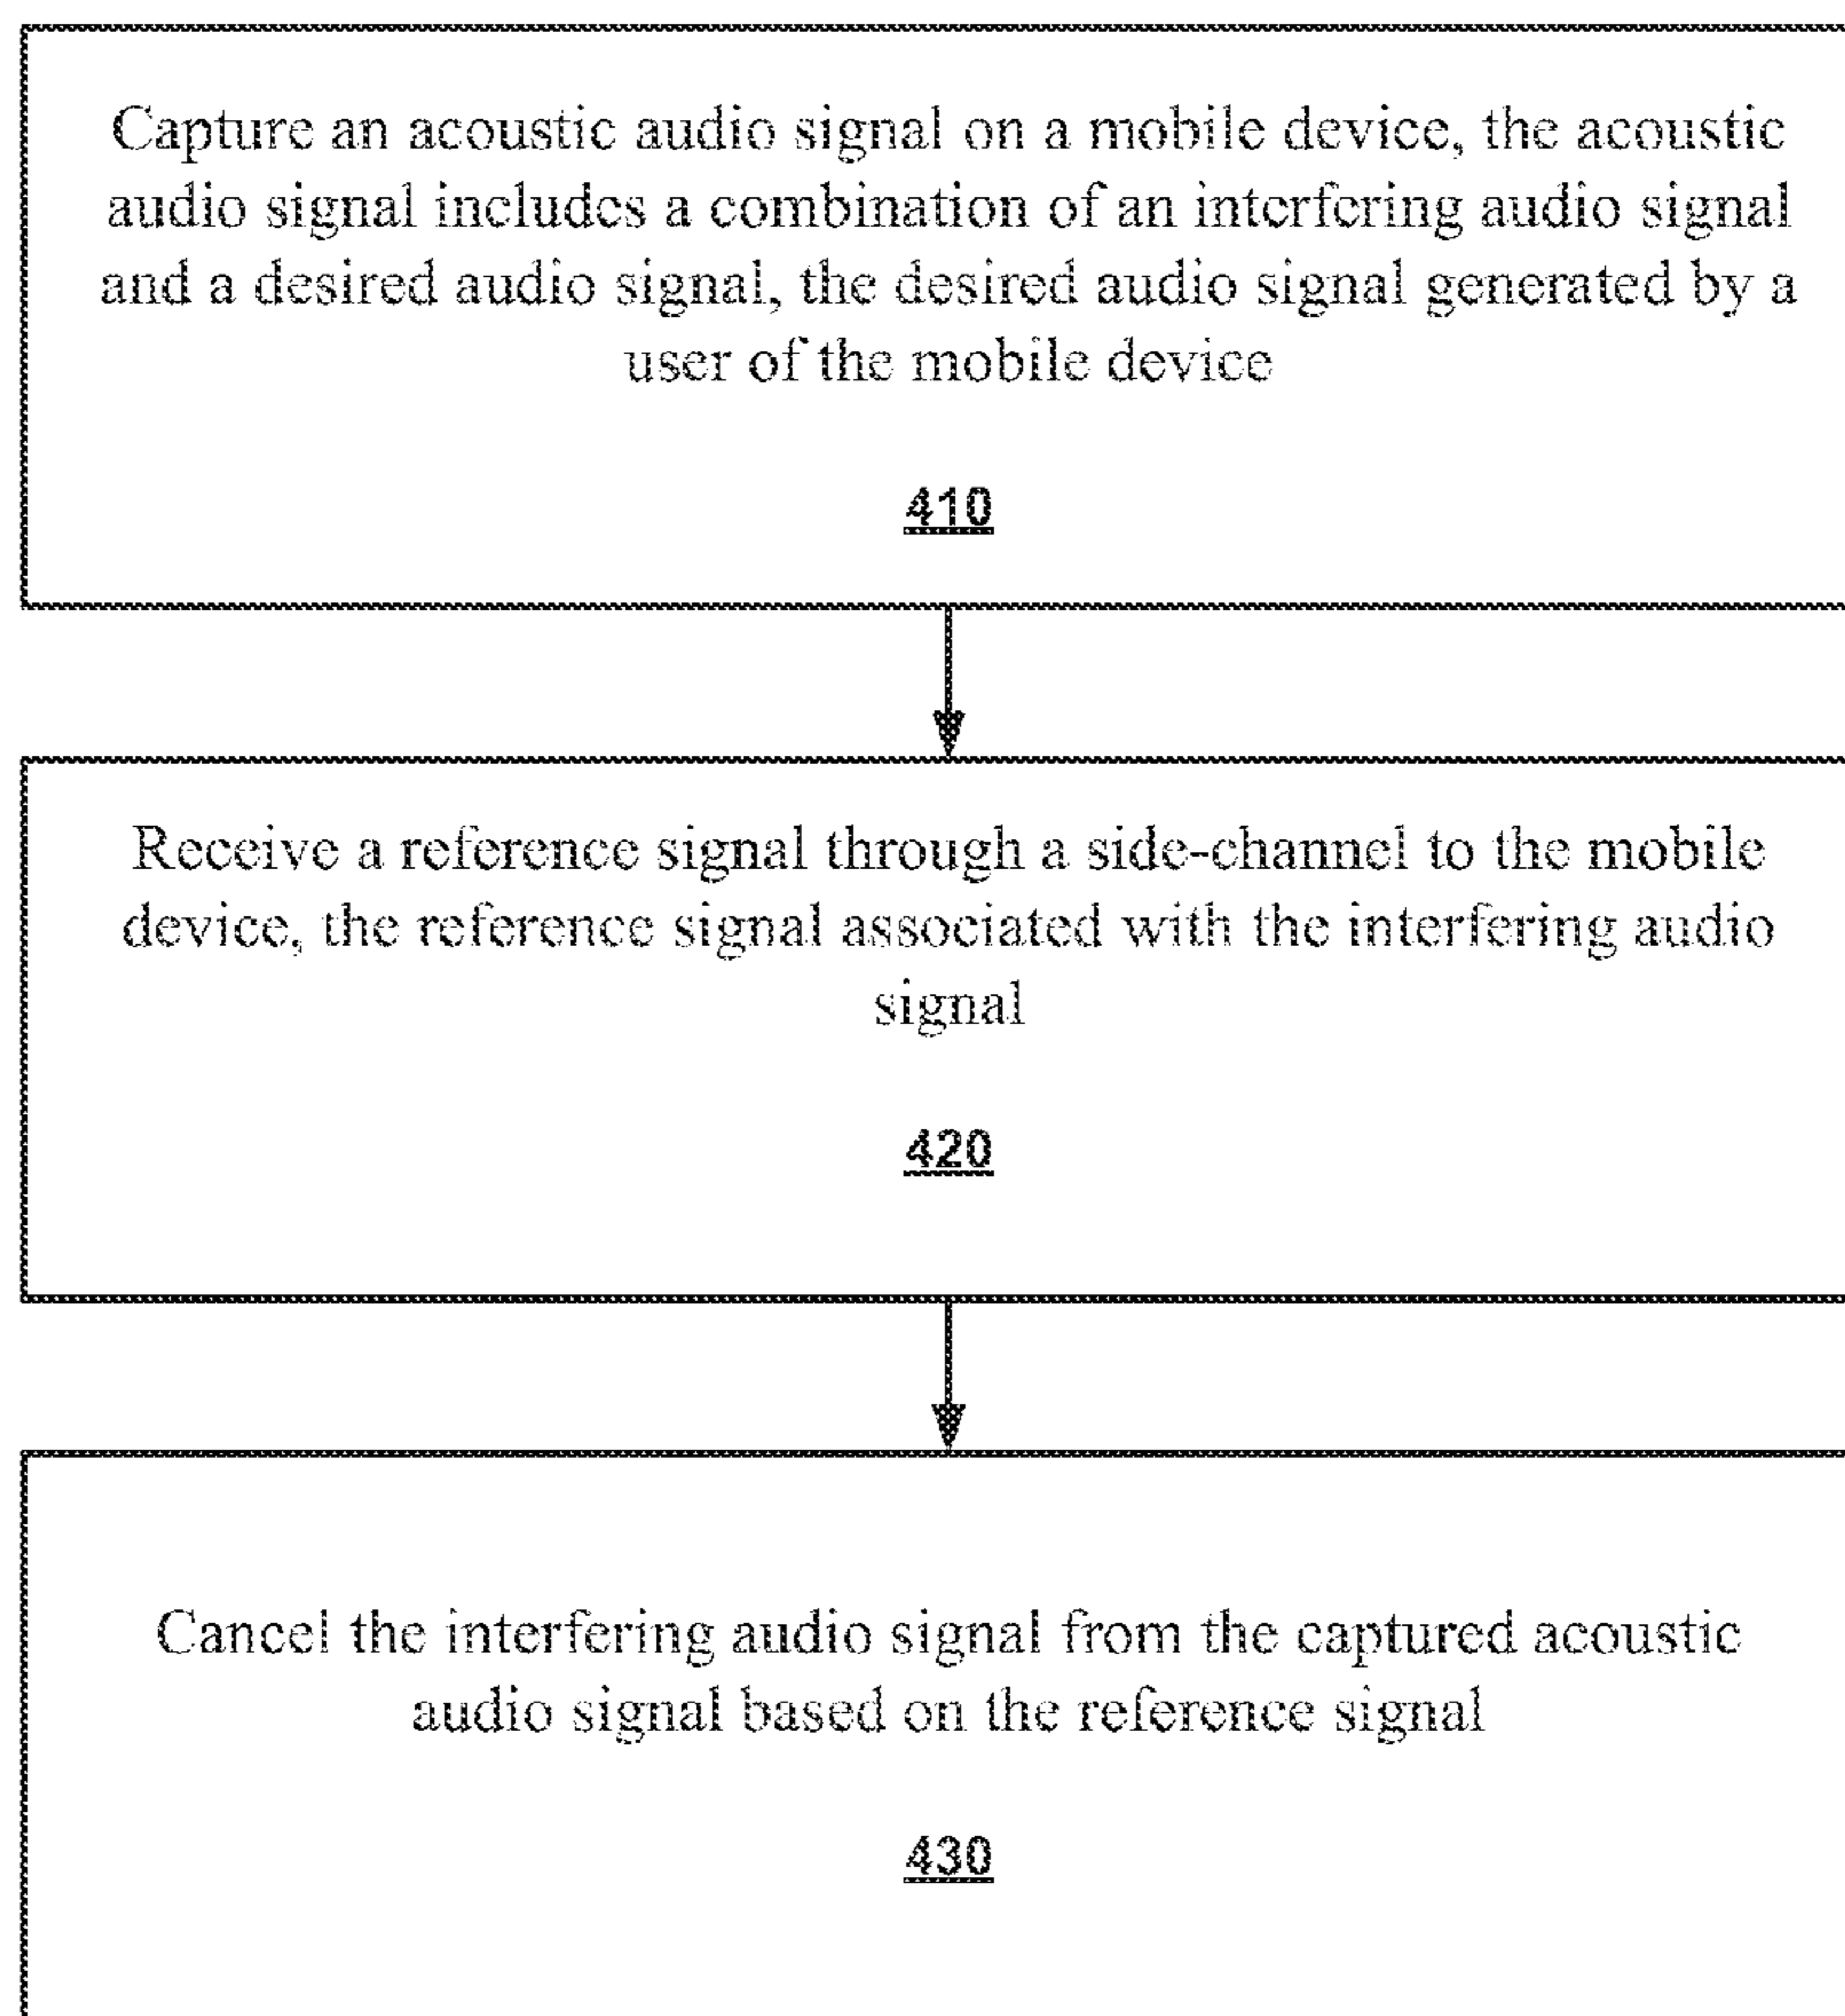 Capture an acoustic audio signal on a mobile device, the acoustic
audio signal includes a combination of an interfering audio signal
and a desired audio signal, the desired audio signal generated by a
user of the mobile device
410
Receive a reference signal through a side-channel to the mobile
device, the reference signal associated with the interfering audio
signal
420
Cancel the interfering audio signal from the captured acoustic
audio signal based on the reference signal
430